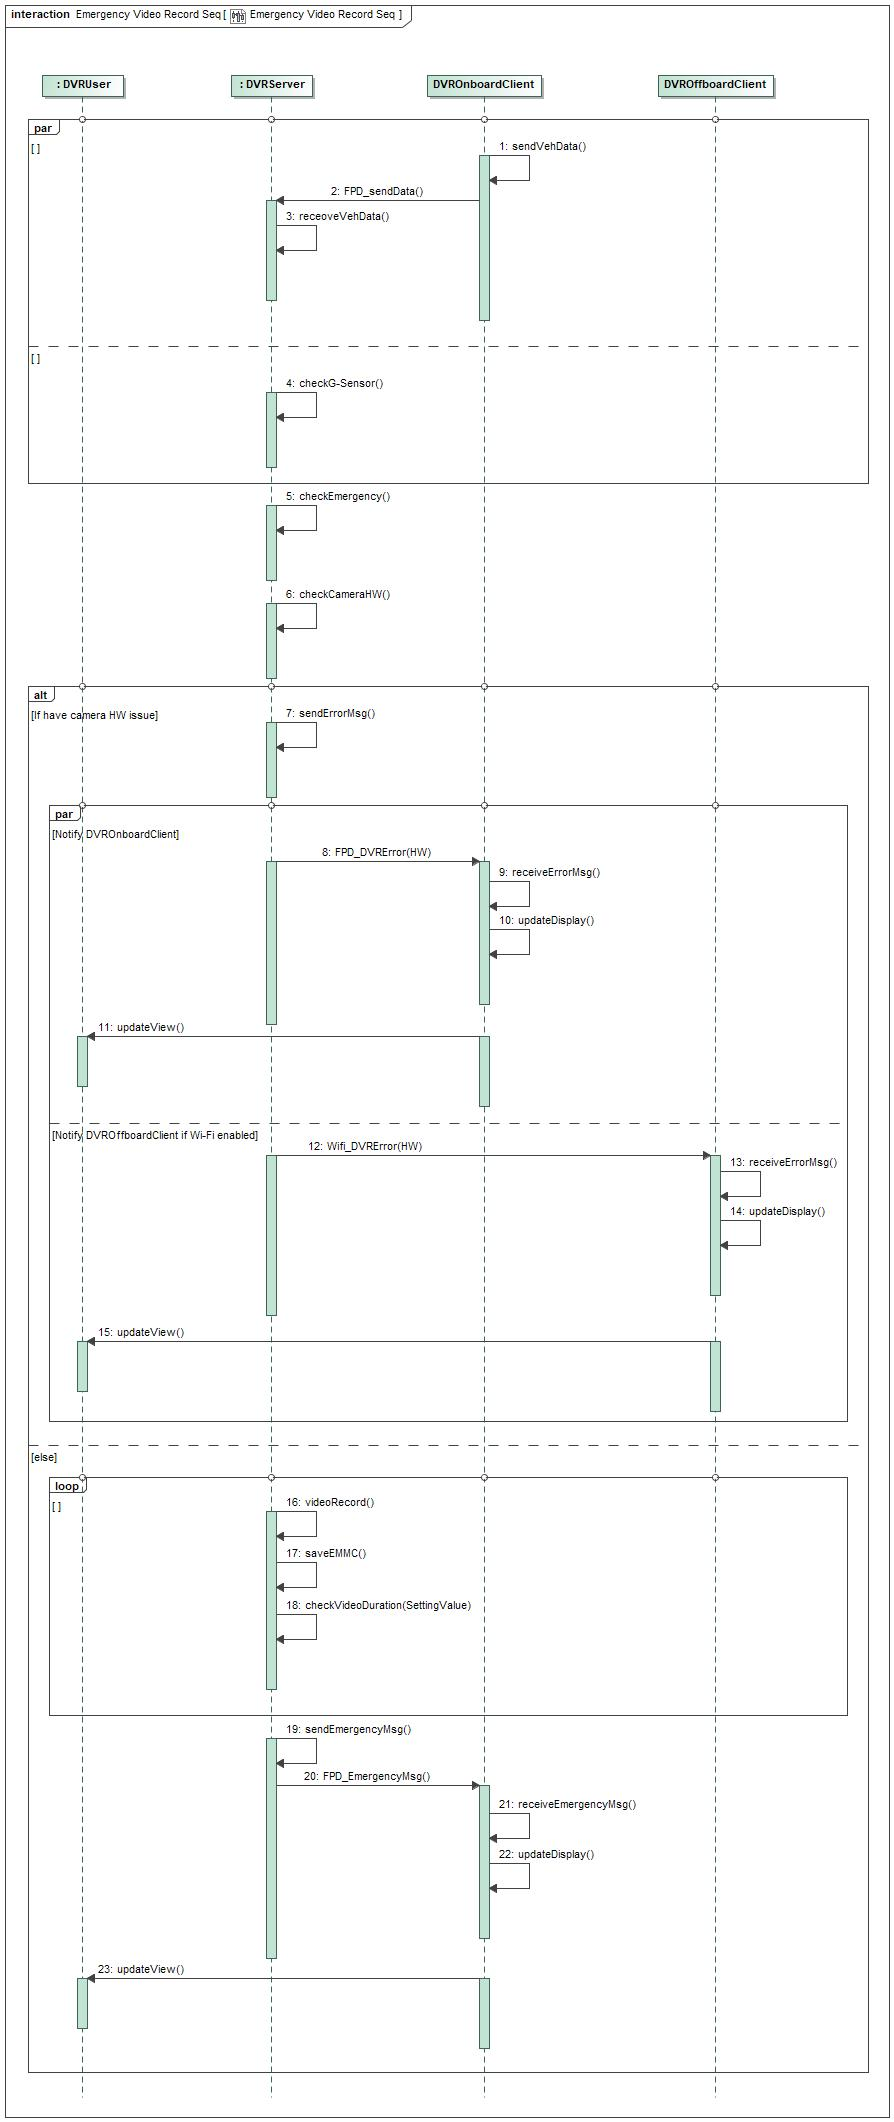 interaction Emergency Video Record Seq [ Emergency Video Record Seq ]
: DVRUser
: DVRServer
DVROnboardClient
DVROffboardClient
par
[ ]
1: sendVehData()
2: FPD_sendData()
3: receoveVehData()
[ ]
4: checkG-Sensor()
5: checkEmergency()
6: checkCameraHW()
alt
[If have camera HW issue]
7: sendErrorMsg()
par
[Notify DVROnboardClient]
8: FPD_DVRError(HW)
9: receiveErrorMsg()
10: updateDisplay()
11: updateView()
[Notify DVROffboardClient if Wi-Fi enabled]
12: Wifi_DVRError(HW)
13: receiveErrorMsg()
14: updateDisplay()
15: updateView()
[else]
loop
[ ]
16: videoRecord()
17: saveEMMC()
18: checkVideoDuration(SettingValue)
19: sendEmergencyMsg()
20: FPD_EmergencyMsg()
21: receiveEmergencyMsg()
22: updateDisplay()
23: updateView()